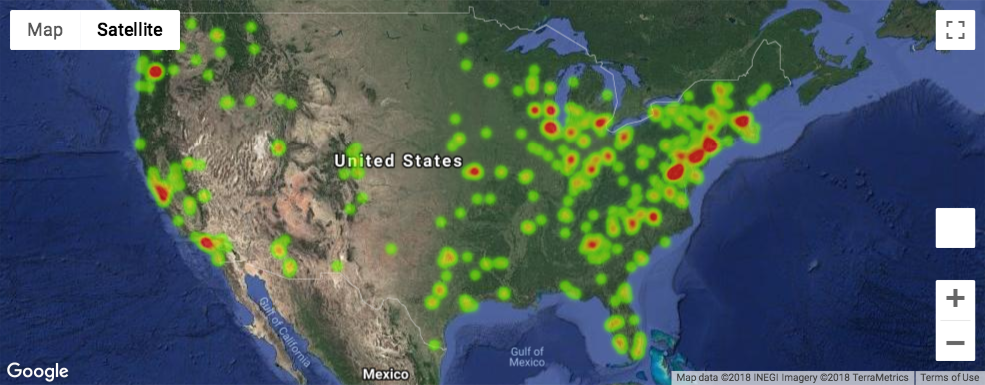 Map Satellite
United States
Gulf of California
Gulf of
Mexico
Mexico
Google
Map data ©2018 INEGI Imagery ©2018 TerraMetrics Terms of Use